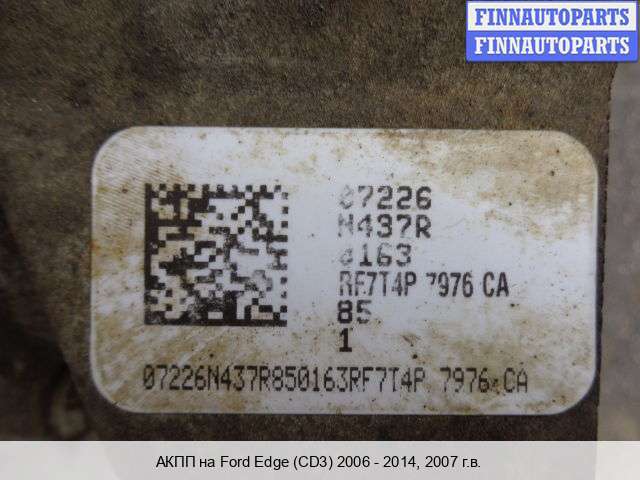 FINNAUTOPARTS
FINNAUTOPARTS
07226
N437R
0163
RF7T4P 7976 CA
85
1
07226N437R850163RF7T4P 7976 CA
АКПП на Ford Edge (CD3) 2006 - 2014, 2007 г.в.